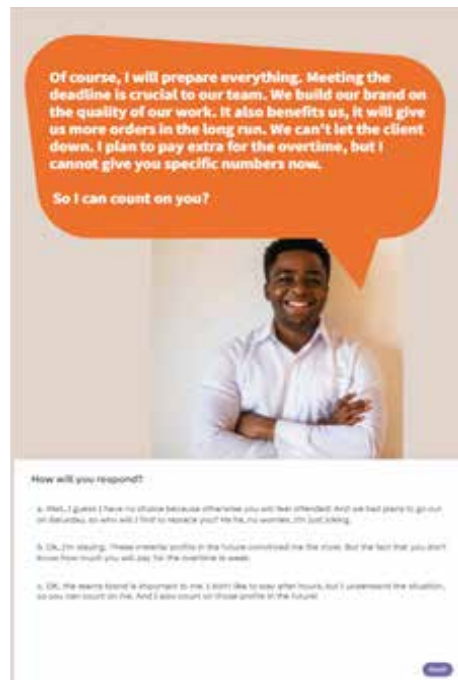 Of course, I will prepare everything. Meeting the
deadline is crucial to our team. We build our brand on
the quality of our work. It also benefits us, it will give
us more orders in the long run. We can't let the client
down. I plan to pay extra for the overtime, but I
cannot give you specific numbers now.
So I can count on you?
How will you respond?
a. Well, I guess I have no choice because otherwise you will feel offended! And we had plans to go out
on Saturday, so who will I find to replace you? He he, no worries, I'm just joking.
b. Ok, I'm staying. These material profits in the future convinced me the most. But the fact that you don't
know how much you will pay for the overtime is weak.
c. OK, the team's brand is important to me. I don't like to stay after hours, but I understand the situation,
so you can count on me. And I also count on those profits in the future!